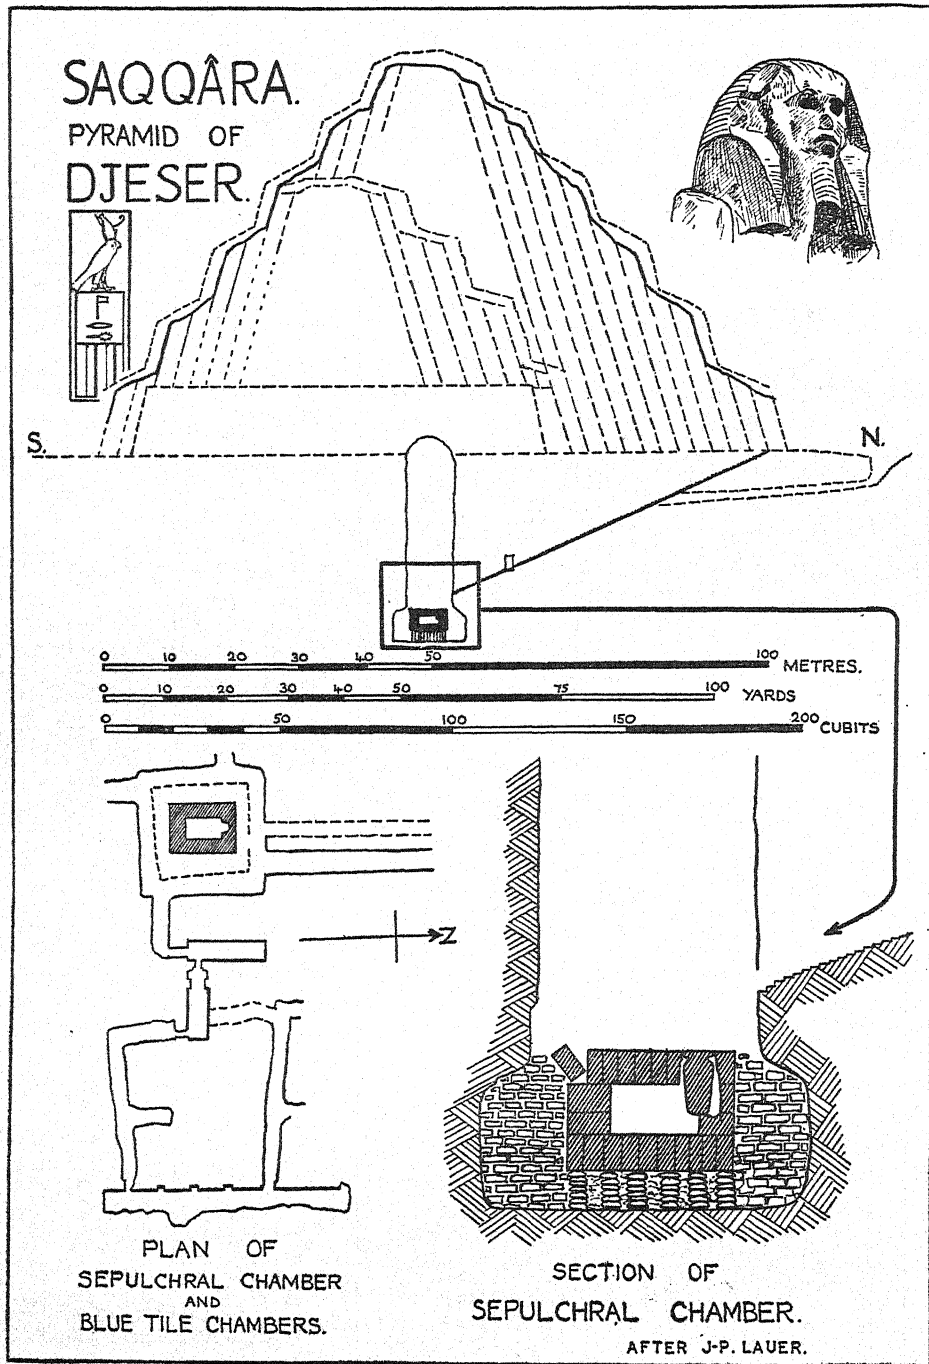 SAQQÂRA.
PYRAMID OF
DJESER.
S.
N.
0 10 20 30 40 50 100 METRES.
0 10 20 30 40 50 75 100 YARDS
0 50 100 150 200 CUBITS
N
PLAN OF
SEPULCHRAL CHAMBER
AND
BLUE TILE CHAMBERS.
SECTION OF
SEPULCHRAL CHAMBER.
AFTER J-P. LAUER.